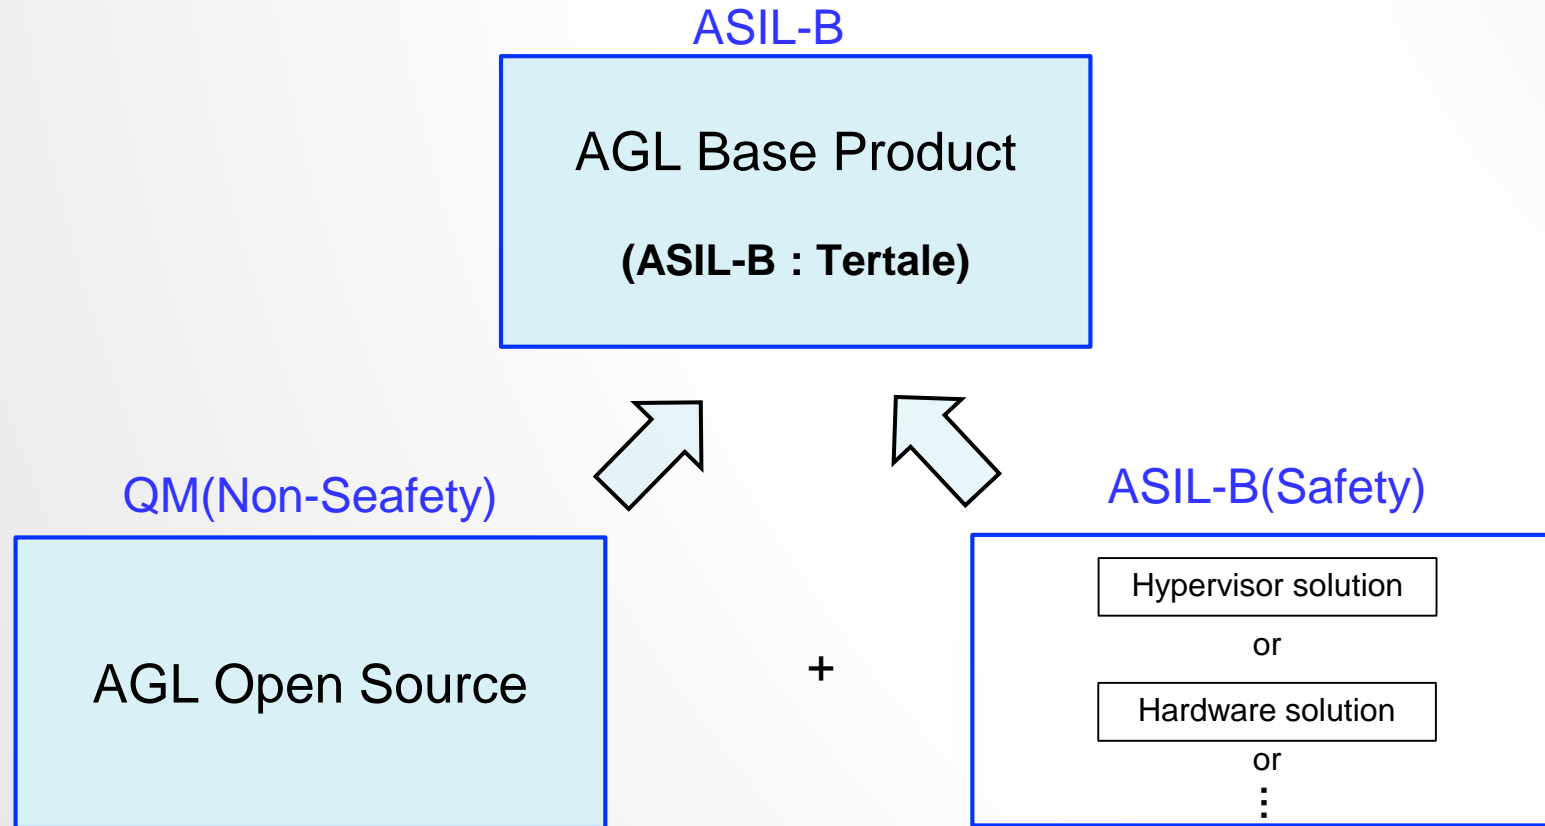 ASIL-B
AGL Base Product
(ASIL-B : Tertale)
QM(Non-Seafety)
AGL Open Source
+
ASIL-B(Safety)
Hypervisor solution
or
Hardware solution
or
⋮